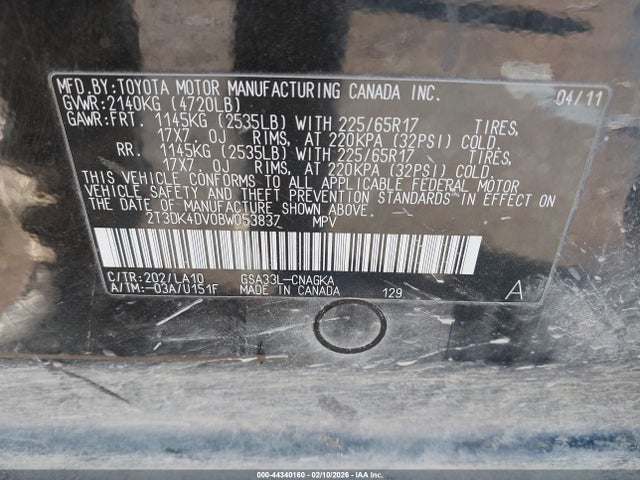 MFD.BY:TOYOTA MOTOR MANUFACTURING CANADA INC. 04/11
GVWR:2140KG (4720LB)
GAWR:FRT. 1145KG (2535LB) WITH 225/65R17 TIRES,
17X7. OJ RIMS, AT 220KPA (32PSI) COLD.
RR. 1145KG (2535LB) WITH 225/65R17 TIRES,
17X7. OJ RIMS, AT 220KPA (32PSI) COLD.
THIS VEHICLE CONFORMS TO ALL APPLICABLE FEDERAL MOTOR
VEHICLE SAFETY AND THEFT PREVENTION STANDARDS IN EFFECT ON
THE DATE OF MANUFACTURE SHOWN ABOVE.
2T3DK4DV0BW053837 MPV
C/TR:202/LA10 GSA33L-CNAGKA
A/TM:-03A/U151F MADE IN CANADA 129 A
000-44340160 - 02/10/2026 - © IAA Inc.